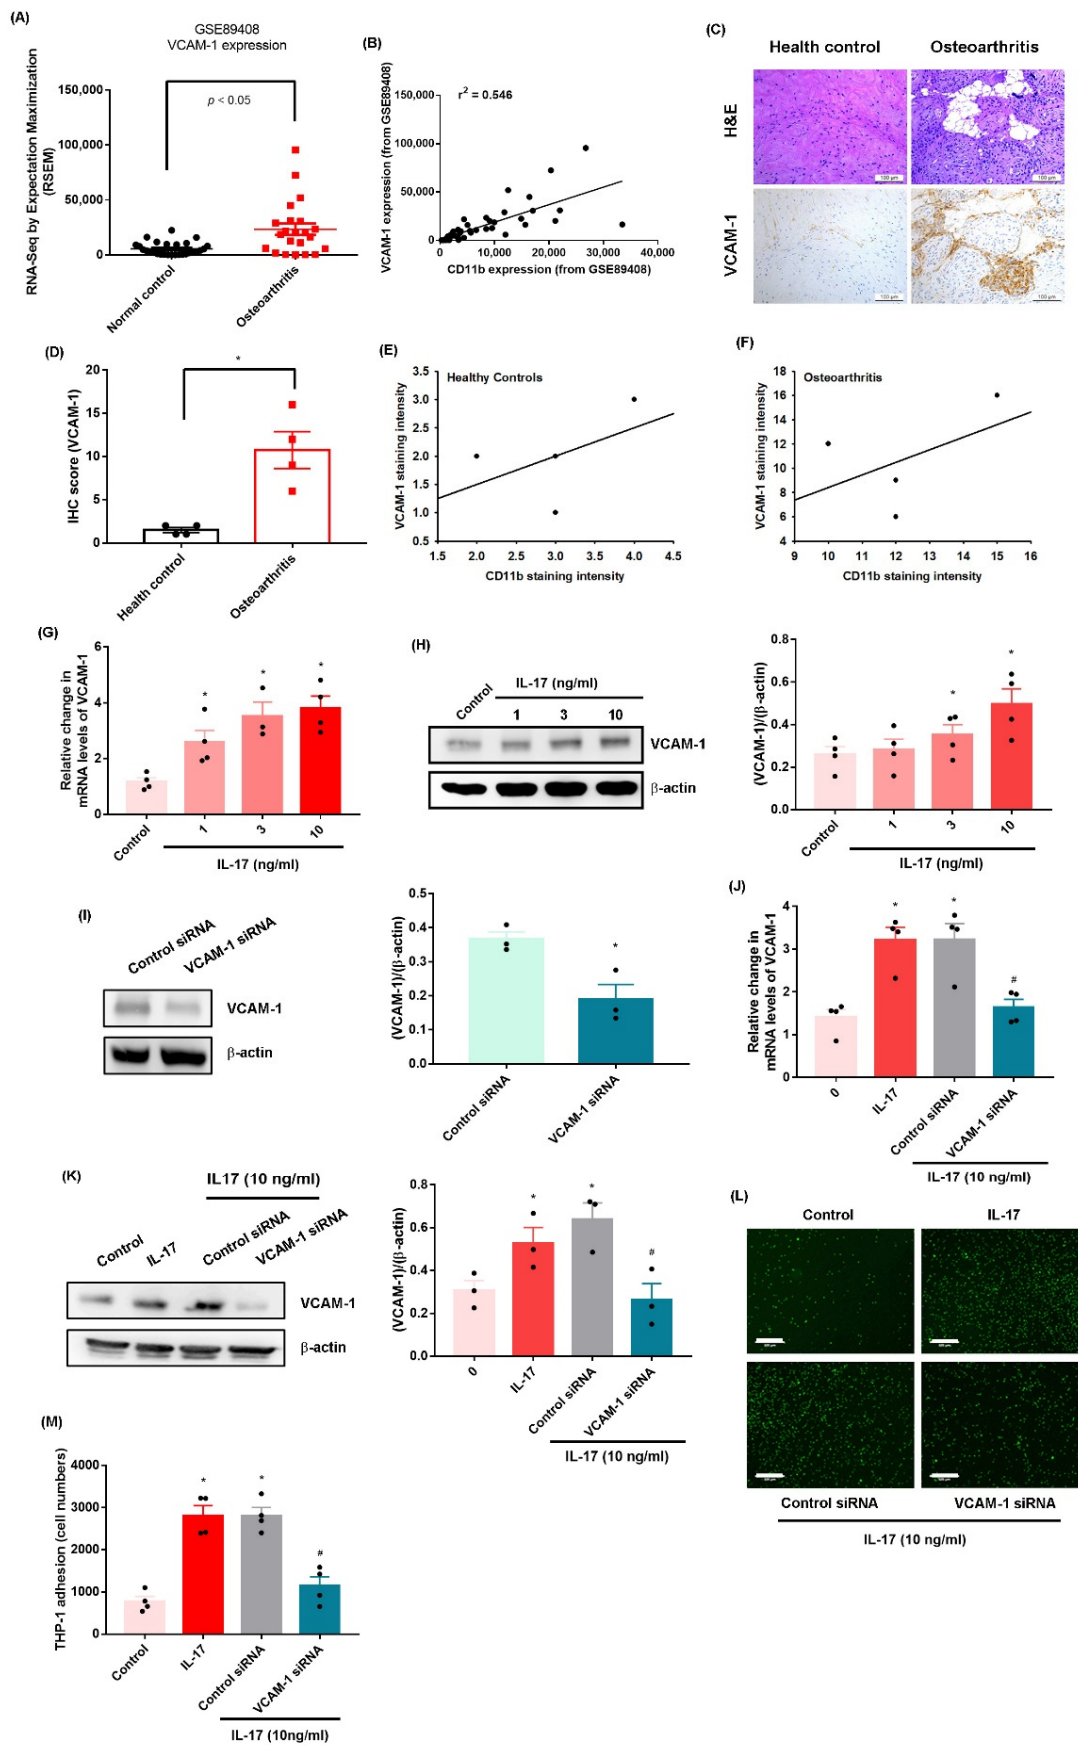 (A)
GSE89408
VCAM-1 expression
RNA-Seq by Expectation Maximization
(RSEM)
150,000
100,000
50,000
0
p < 0.05
Normal control
Osteoarthritis
(B)
VCAM-1 expression (from GSE89408)
150,000
100,000
50,000
0
r² = 0.546
10,000 20,000 30,000 40,000
CD11b expression (from GSE89408)
(C)
Health control Osteoarthritis
H&E
VCAM-1
100 µm
100 µm
100 µm
100 µm
(D)
IHC score (VCAM-1)
20
15
10
5
0
*
Health control
Osteoarthritis
(E)
Healthy Controls
VCAM-1
staining intensity
3.5
3.0
2.5
2.0
1.5
1.0
0.5
1.5 2.0 2.5 3.0 3.5 4.0 4.5
CD11b staining intensity
(F)
Osteoarthritis
VCAM-1
staining intensity
18
16
14
12
10
8
6
4
9 10 11 12 13 14 15 16
CD11b staining intensity
(G)
Relative change in
mRNA levels of VCAM-1
6
4
2
0
* * *
Control 1 3 10
IL-17 (ng/ml)
(H)
Control
IL-17 (ng/ml)
1 3 10
VCAM-1
β-actin
(VCAM-1)/(β-actin)
0.8
0.6
0.4
0.2
0.0
* *
Control 1 3 10
IL-17 (ng/ml)
(I)
Control siRNA
VCAM-1 siRNA
VCAM-1
β-actin
(VCAM-1)/(β-actin)
0.5
0.4
0.3
0.2
0.1
0.0
*
Control siRNA
VCAM-1 siRNA
(J)
Relative change in
mRNA levels of VCAM-1
4
3
2
1
0
* * #
0
IL-17
Control siRNA
VCAM-1 siRNA
IL-17 (10 ng/ml)
(K)
IL17 (10 ng/ml)
Control
IL-17
Control siRNA
VCAM-1 siRNA
VCAM-1
β-actin
(VCAM-1)/(β-actin)
0.8
0.6
0.4
0.2
0.0
* * #
0
IL-17
Control siRNA
VCAM-1 siRNA
IL-17 (10 ng/ml)
(L)
Control IL-17
Control siRNA VCAM-1 siRNA
IL-17 (10 ng/ml)
(M)
THP-1 adhesion (cell numbers)
4000
3000
2000
1000
0
* * #
Control
IL-17
Control siRNA
VCAM-1 siRNA
IL-17 (10ng/ml)